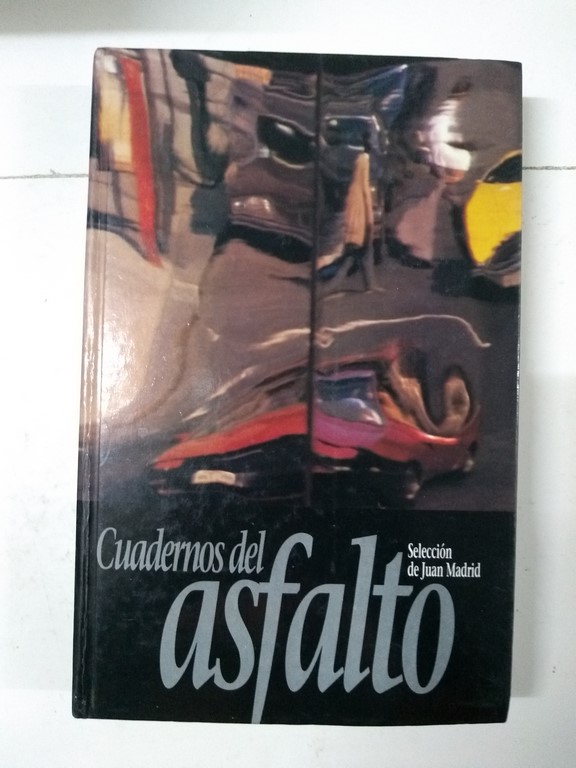 Cuadernos del
asfalto
Selección
de Juan Madrid